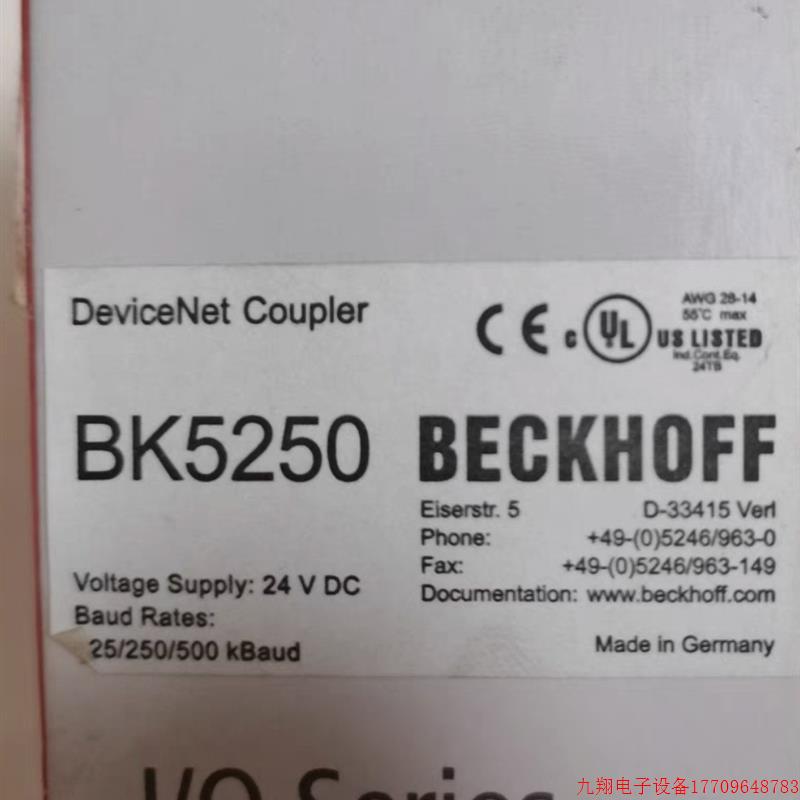 DeviceNet Coupler
CE
c UL US LISTED
AWG 28-14
55°C max
Ind.Cont.Eq.
24TB
BK5250
BECKHOFF
Eiserstr. 5 D-33415 Verl
Phone: +49-(0)5246/963-0
Fax: +49-(0)5246/963-149
Documentation: www.beckhoff.com
Voltage Supply: 24 V DC
Baud Rates:
25/250/500 kBaud
Made in Germany
I/O Series
九翔电子设备17709648783